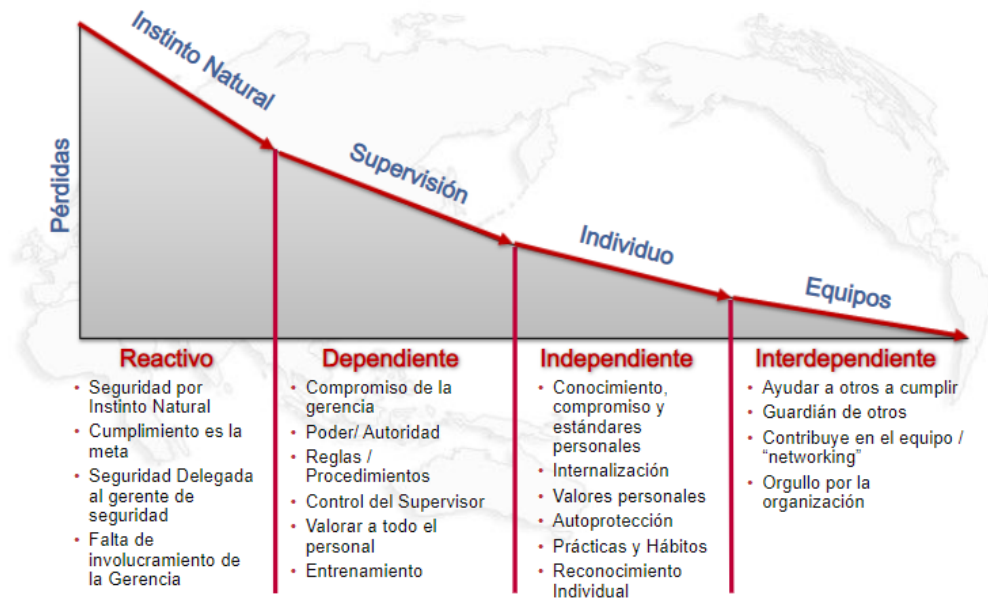 Pérdidas
Instinto Natural
Supervisión
Individuo
Equipos
Reactivo
• Seguridad por
Instinto Natural
• Cumplimiento es la
meta
• Seguridad Delegada
al gerente de
seguridad
• Falta de
involucramiento de
la Gerencia
Dependiente
• Compromiso de la
gerencia
• Poder/ Autoridad
• Reglas /
Procedimientos
• Control del Supervisor
• Valorar a todo el
personal
• Entrenamiento
Independiente
• Conocimiento,
compromiso y
estándares
personales
• Internalización
• Valores personales
• Autoprotección
• Prácticas y Hábitos
• Reconocimiento
Individual
Interdependiente
• Ayudar a otros a cumplir
• Guardián de otros
• Contribuye en el equipo /
“networking”
• Orgullo por la
organización